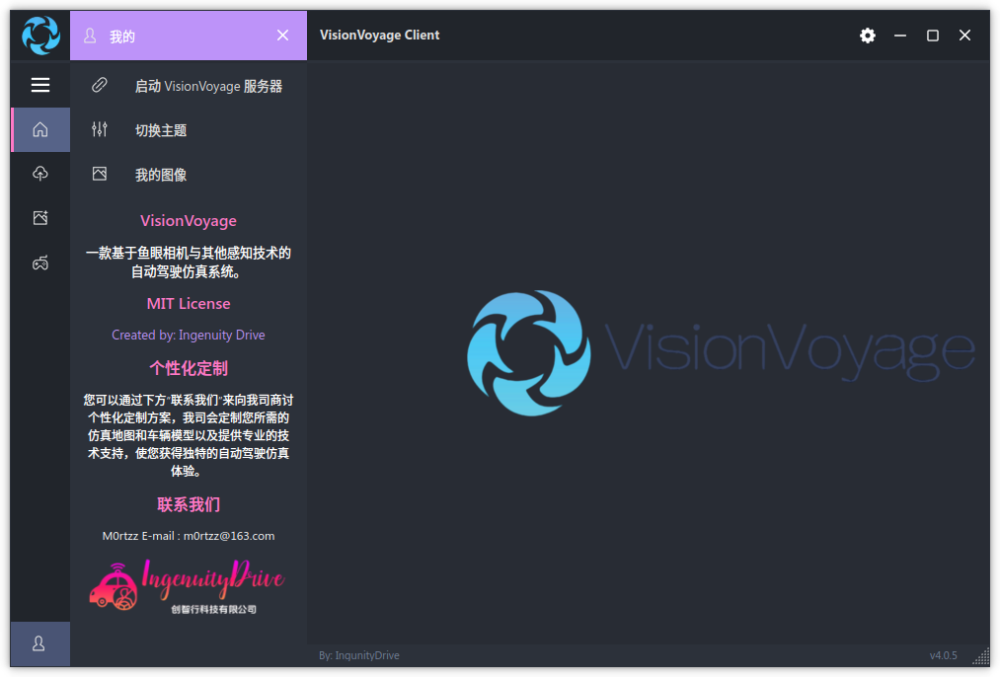 我的
VisionVoyage Client
启动 VisionVoyage 服务器
切换主题
我的图像
VisionVoyage
一款基于鱼眼相机与其他感知技术的
自动驾驶仿真系统。
MIT License
Created by: Ingenuity Drive
个性化定制
您可以通过下方"联系我们"来向我司商讨
个性化定制方案，我司会定制您所需的
仿真地图和车辆模型以及提供专业的技
术支持，使您获得独特的自动驾驶仿真
体验。
联系我们
M0rtzz E-mail : m0rtzz@163.com
IngenuityDrive
创智行科技有限公司
VisionVoyage
By: InqunityDrive
v4.0.5